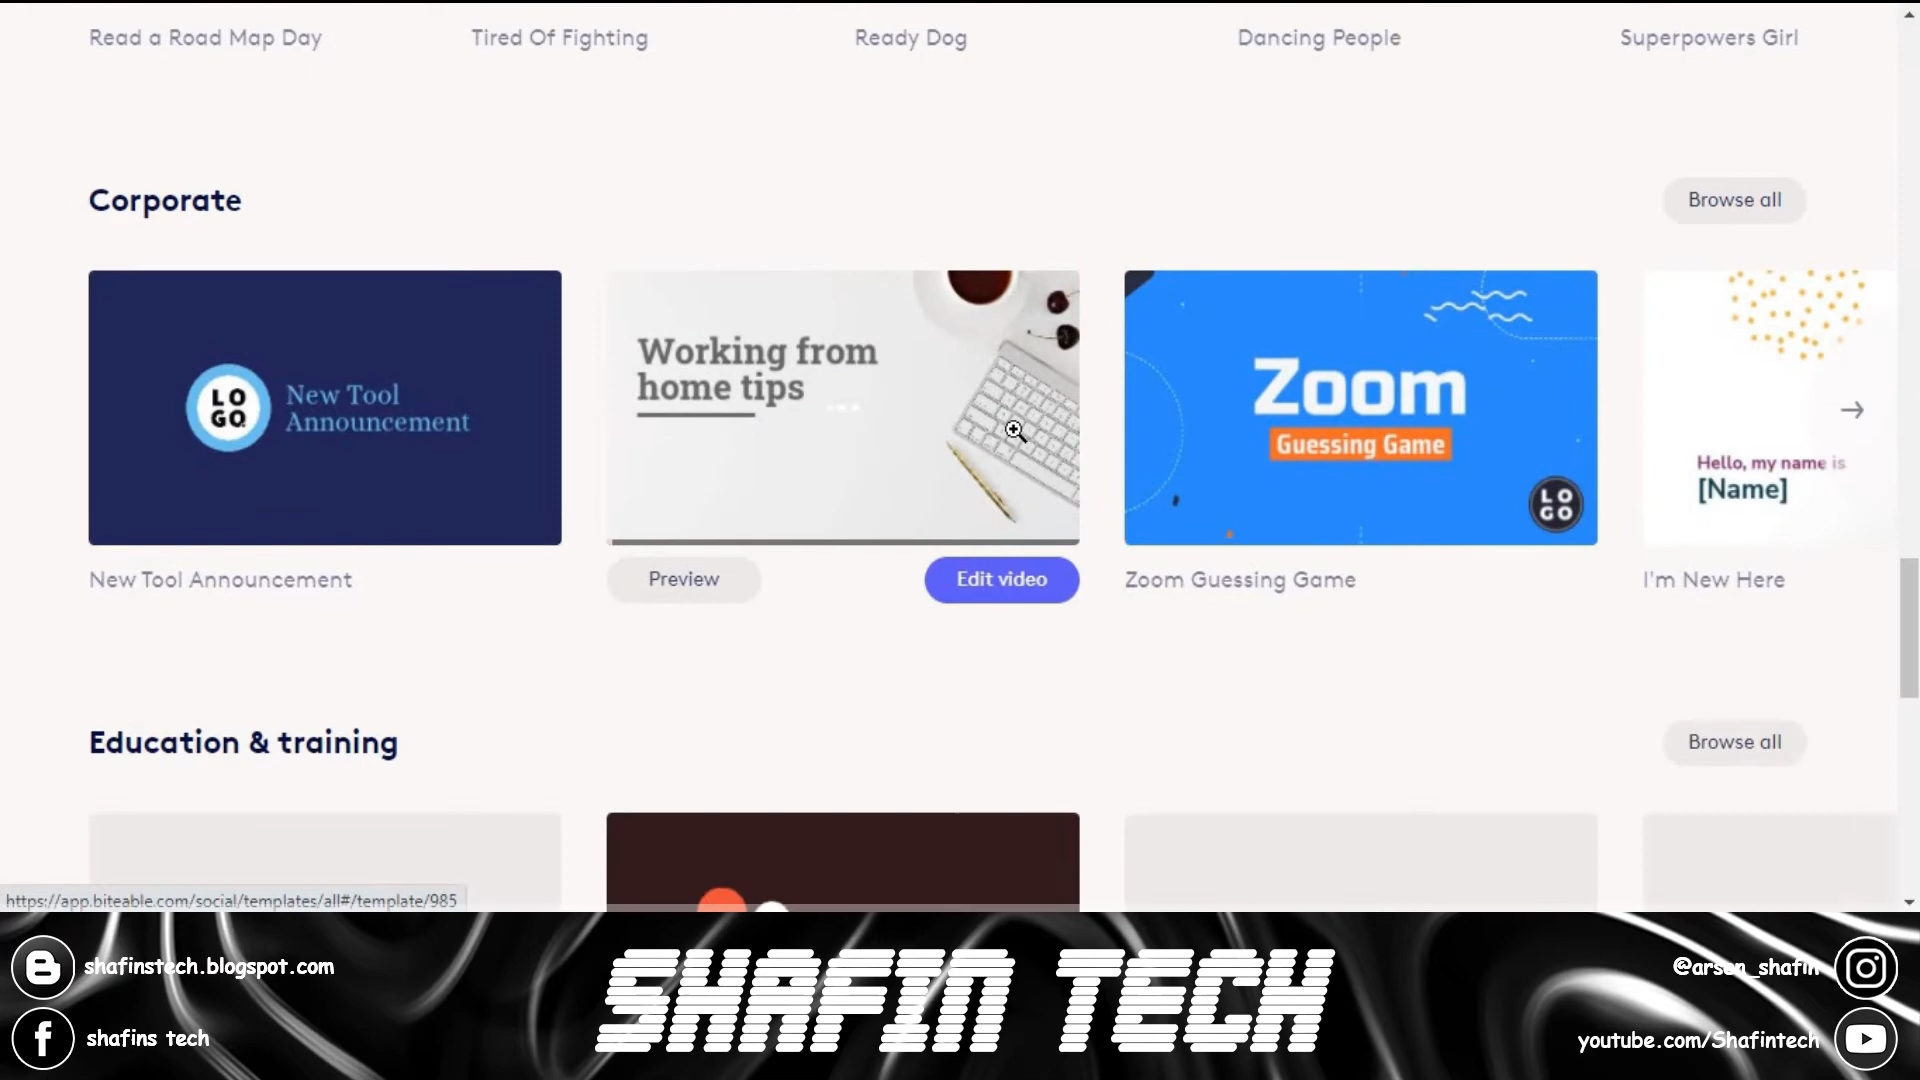 Read a Road Map Day
Tired Of Fighting
Ready Dog
Dancing People
Superpowers Girl
Corporate
Browse all
LO
GO
New Tool
Announcement
Working from
home tips
Zoom
Guessing Game
LO
GO
Hello, my name is
[Name]
New Tool Announcement
Preview
Edit video
Zoom Guessing Game
I'm New Here
Education & training
Browse all
https://app.biteable.com/social/templates/all#/template/985
shafinstech.blogspot.com
shafins tech
SHAFIN TECH
@arsen_shafin
youtube.com/Shafintech